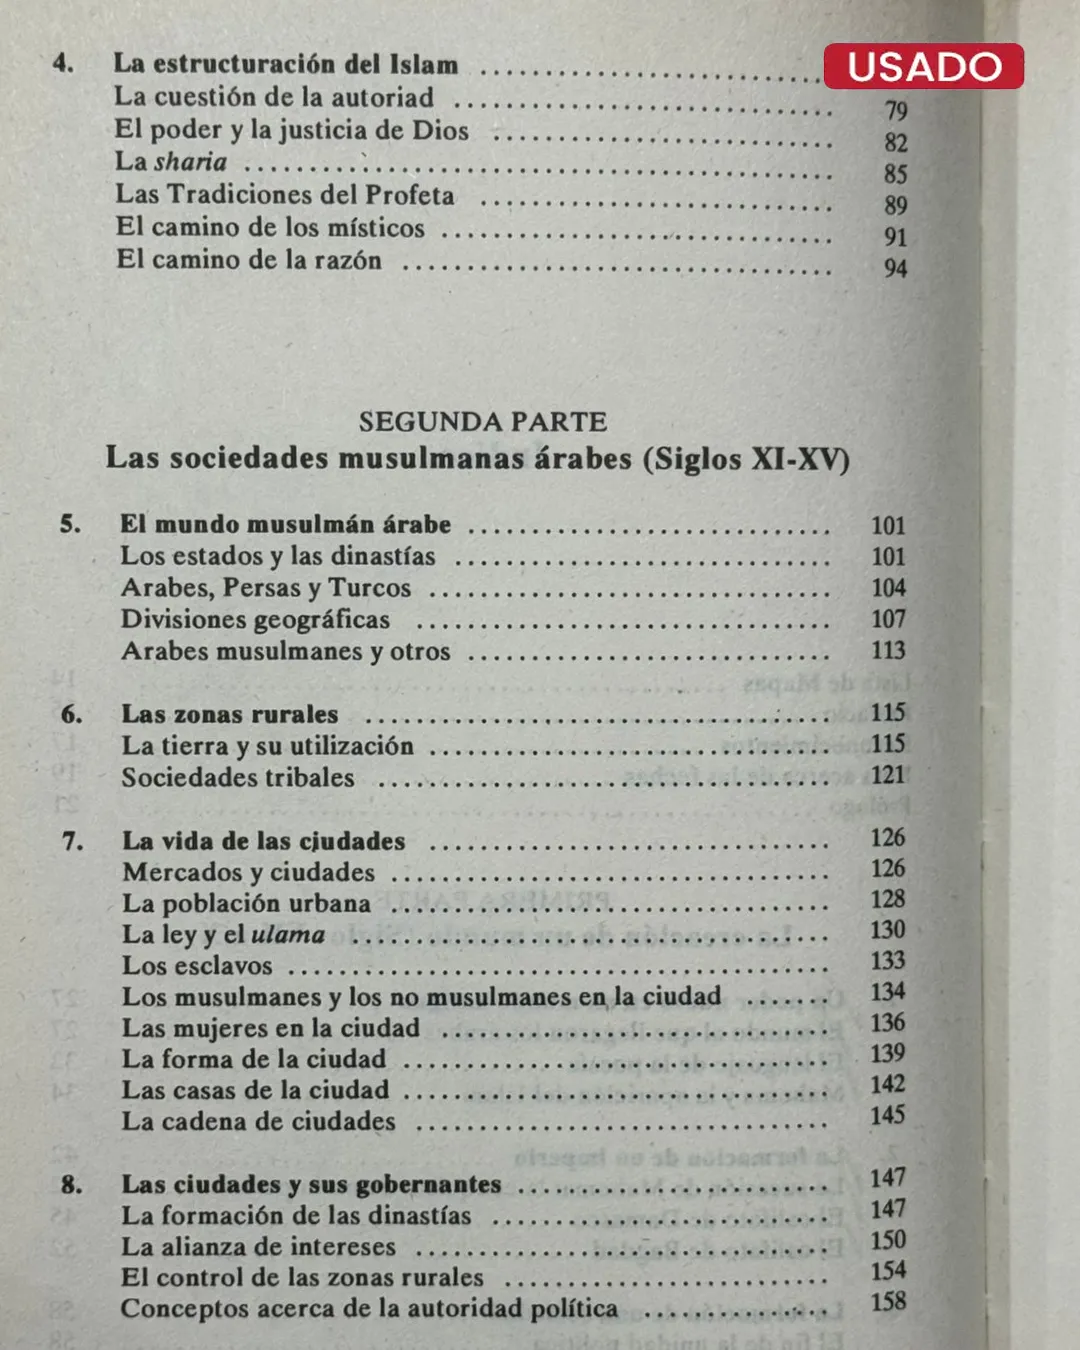 USADO
4. La estructuración del Islam ........................
La cuestión de la autoriad ........................ 79
El poder y la justicia de Dios ........................ 82
La sharia ........................ 85
Las Tradiciones del Profeta ........................ 89
El camino de los místicos ........................ 91
El camino de la razón ........................ 94
SEGUNDA PARTE
Las sociedades musulmanas árabes (Siglos XI-XV)
5. El mundo musulmán árabe ........................ 101
Los estados y las dinastías ........................ 101
Arabes, Persas y Turcos ........................ 104
Divisiones geográficas ........................ 107
Arabes musulmanes y otros ........................ 113
6. Las zonas rurales ........................ 115
La tierra y su utilización ........................ 115
Sociedades tribales ........................ 121
7. La vida de las ciudades ........................ 126
Mercados y ciudades ........................ 126
La población urbana ........................ 128
La ley y el ulama ........................ 130
Los esclavos ........................ 133
Los musulmanes y los no musulmanes en la ciudad ....... 134
Las mujeres en la ciudad ........................ 136
La forma de la ciudad ........................ 139
Las casas de la ciudad ........................ 142
La cadena de ciudades ........................ 145
8. Las ciudades y sus gobernantes ........................ 147
La formación de las dinastías ........................ 147
La alianza de intereses ........................ 150
El control de las zonas rurales ........................ 154
Conceptos acerca de la autoridad política ............ 158